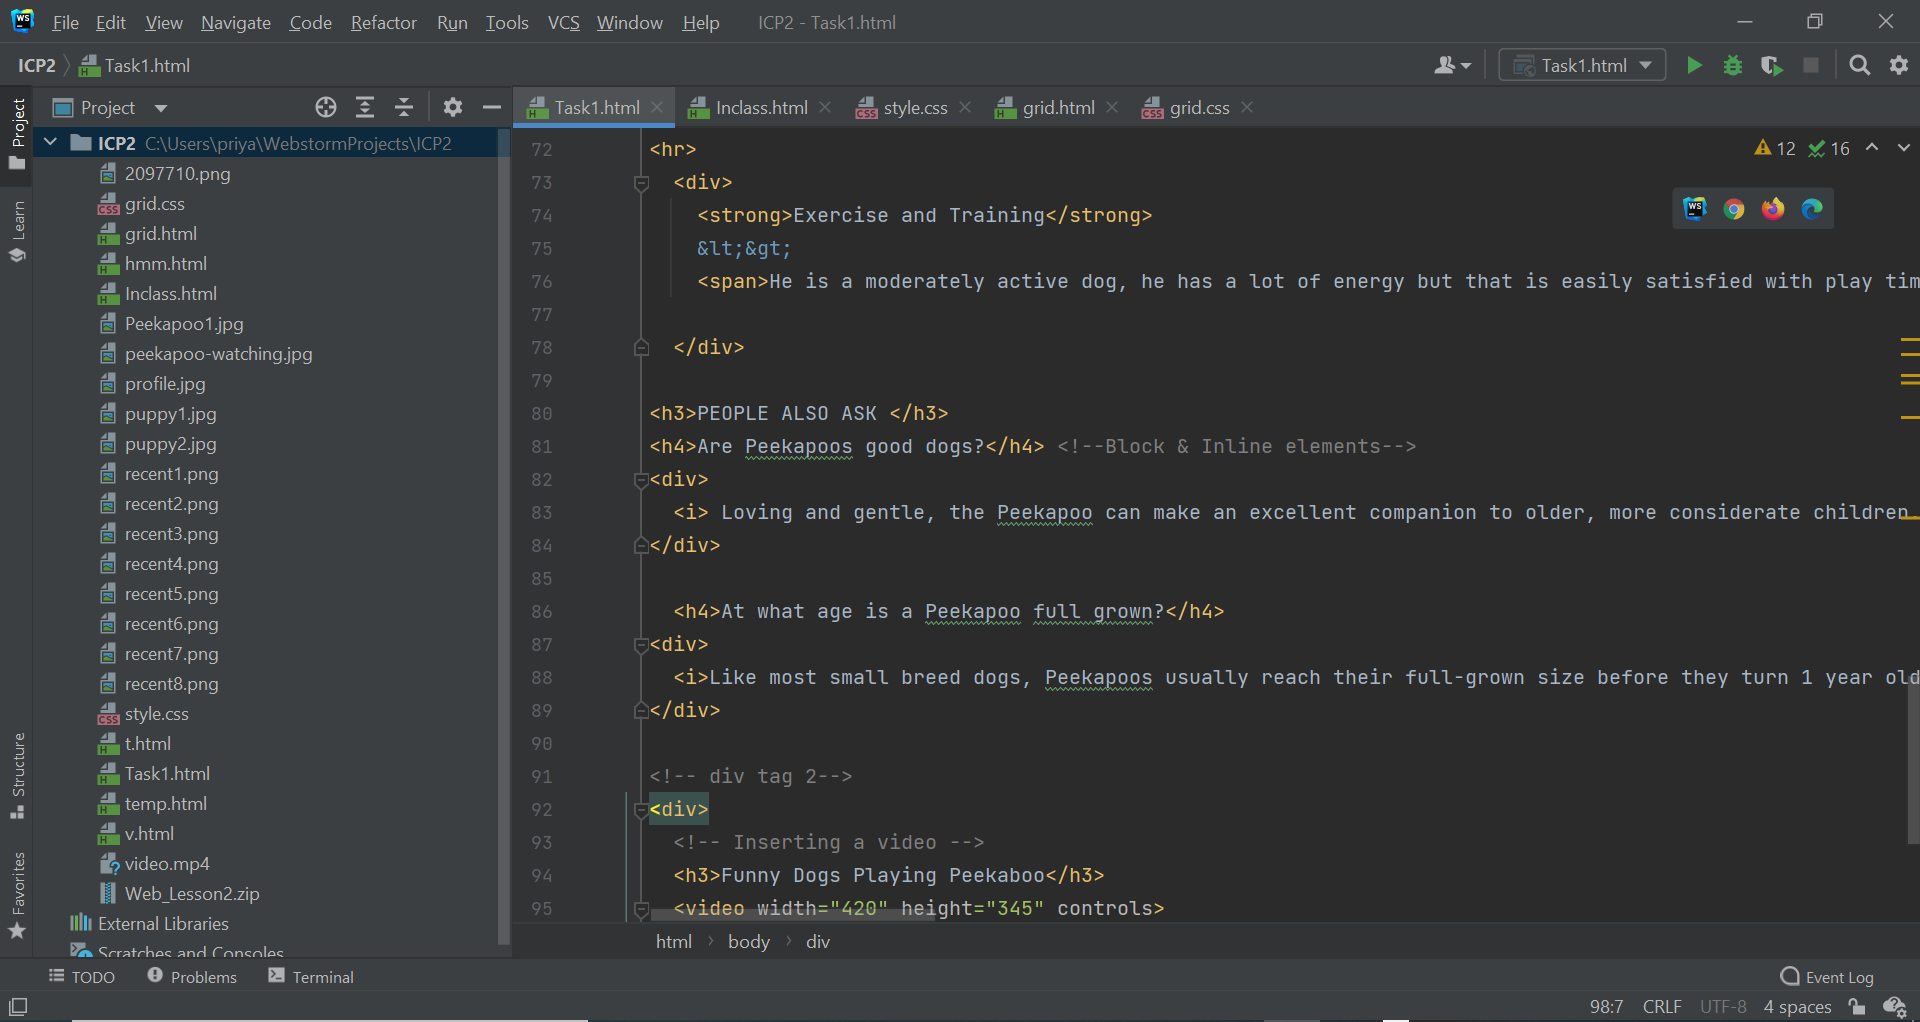 WS File Edit View Navigate Code Refactor Run Tools VCS Window Help ICP2 - Task1.html
ICP2 Task1.html Task1.html
Project Task1.html Inclass.html style.css grid.html grid.css
Project
Learn
Structure
Favorites
ICP2 C:\Users\priya\WebstormProjects\ICP2
2097710.png
grid.css
grid.html
hmm.html
Inclass.html
Peekapoo1.jpg
peekapoo-watching.jpg
profile.jpg
puppy1.jpg
puppy2.jpg
recent1.png
recent2.png
recent3.png
recent4.png
recent5.png
recent6.png
recent7.png
recent8.png
style.css
t.html
Task1.html
temp.html
v.html
video.mp4
Web_Lesson2.zip
External Libraries
Scratches and Consoles
12 16
WS
72 <hr>
73 <div>
74 <strong>Exercise and Training</strong>
75 &lt;&gt;
76 <span>He is a moderately active dog, he has a lot of energy but that is easily satisfied with play tim
77
78 </div>
79
80 <h3>PEOPLE ALSO ASK </h3>
81 <h4>Are Peekapoos good dogs?</h4> <!--Block & Inline elements-->
82 <div>
83 <i> Loving and gentle, the Peekapoo can make an excellent companion to older, more considerate children.
84 </div>
85
86 <h4>At what age is a Peekapoo full grown?</h4>
87 <div>
88 <i>Like most small breed dogs, Peekapoos usually reach their full-grown size before they turn 1 year old
89 </div>
90
91 <!-- div tag 2-->
92 <div>
93 <!-- Inserting a video -->
94 <h3>Funny Dogs Playing Peekaboo</h3>
95 <video width="420" height="345" controls>
html body div
TODO Problems Terminal Event Log
98:7 CRLF UTF-8 4 spaces